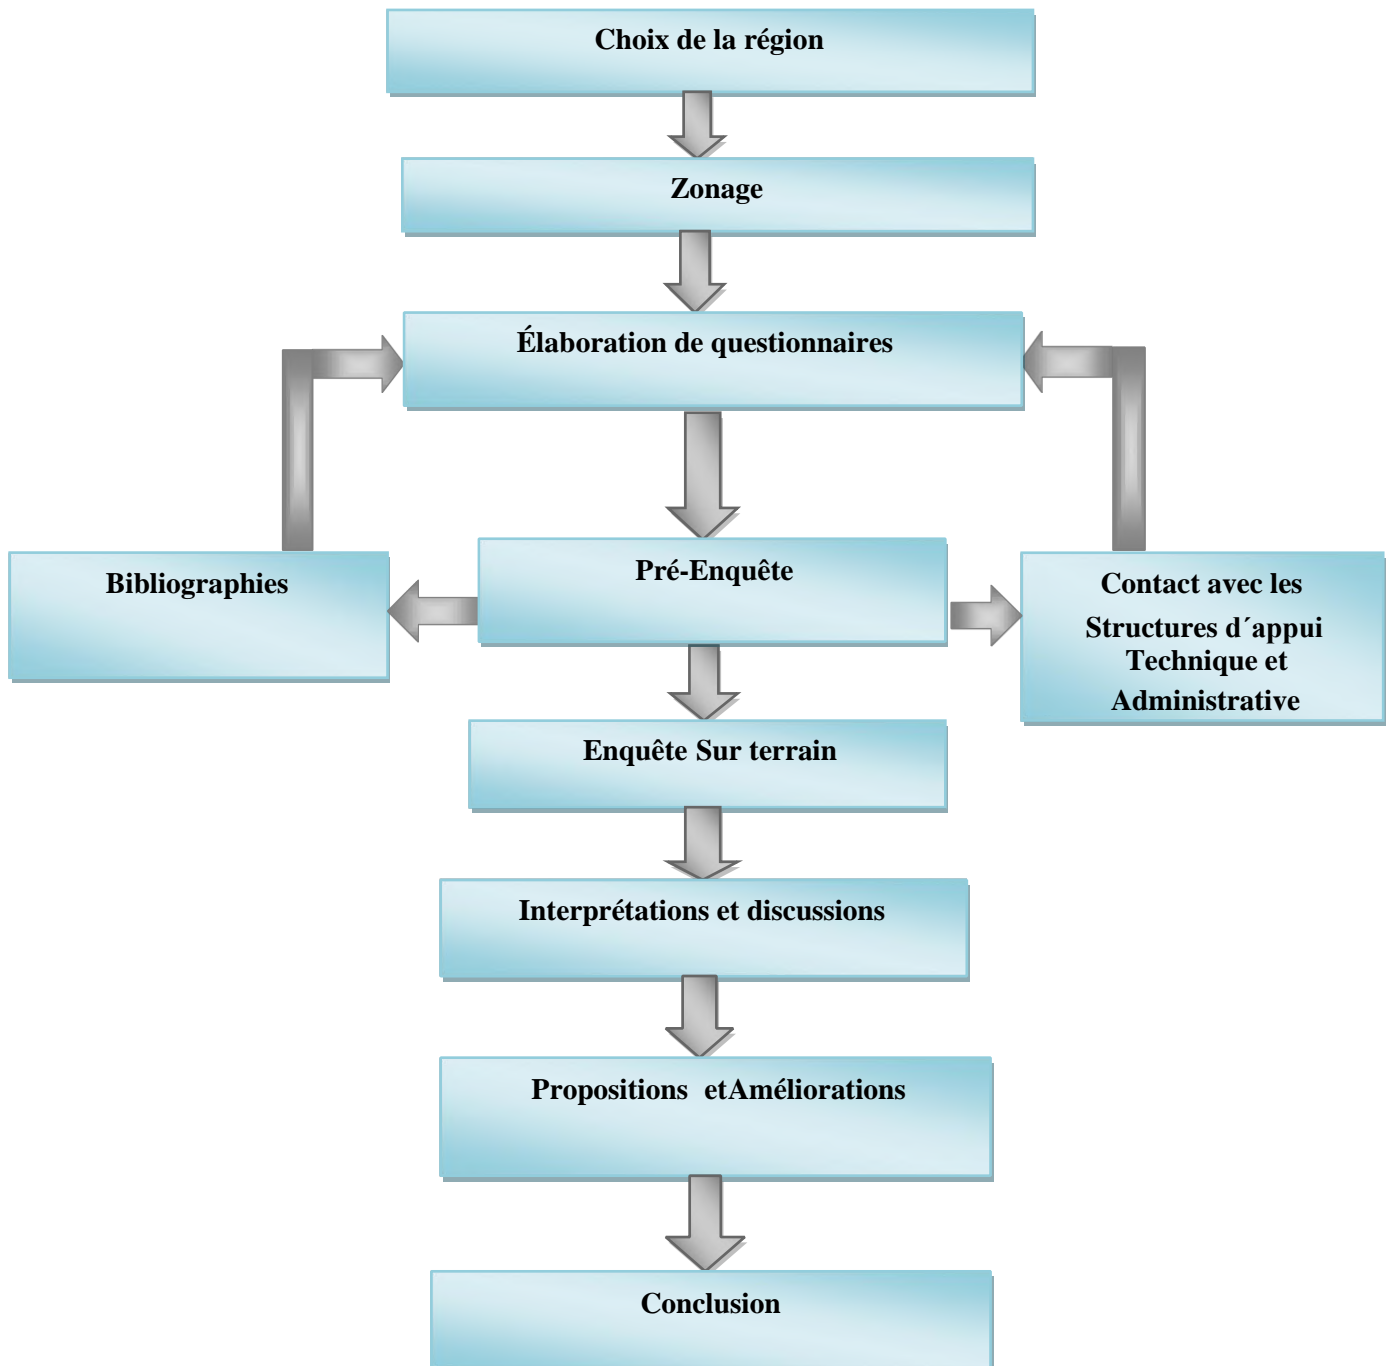 Choix de la région
Zonage
Élaboration de questionnaires
Bibliographies
Pré-Enquête
Contact avec les
Structures d´appui
Technique et
Administrative
Enquête Sur terrain
Interprétations et discussions
Propositions etAméliorations
Conclusion